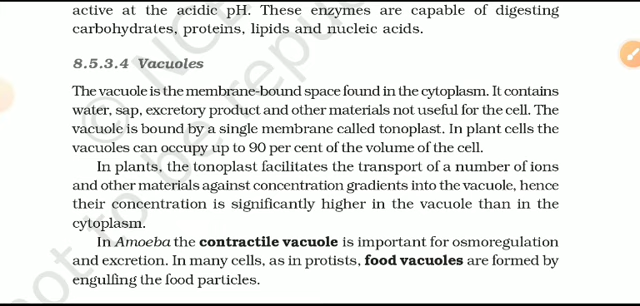 active at the acidic pH. These enzymes are capable of digesting
carbohydrates, proteins, lipids and nucleic acids.
8.5.3.4 Vacuoles
The vacuole is the membrane-bound space found in the cytoplasm. It contains
water, sap, excretory product and other materials not useful for the cell. The
vacuole is bound by a single membrane called tonoplast. In plant cells the
vacuoles can occupy up to 90 per cent of the volume of the cell.
In plants, the tonoplast facilitates the transport of a number of ions
and other materials against concentration gradients into the vacuole, hence
their concentration is significantly higher in the vacuole than in the
cytoplasm.
In Amoeba the contractile vacuole is important for osmoregulation
and excretion. In many cells, as in protists, food vacuoles are formed by
engulfing the food particles.